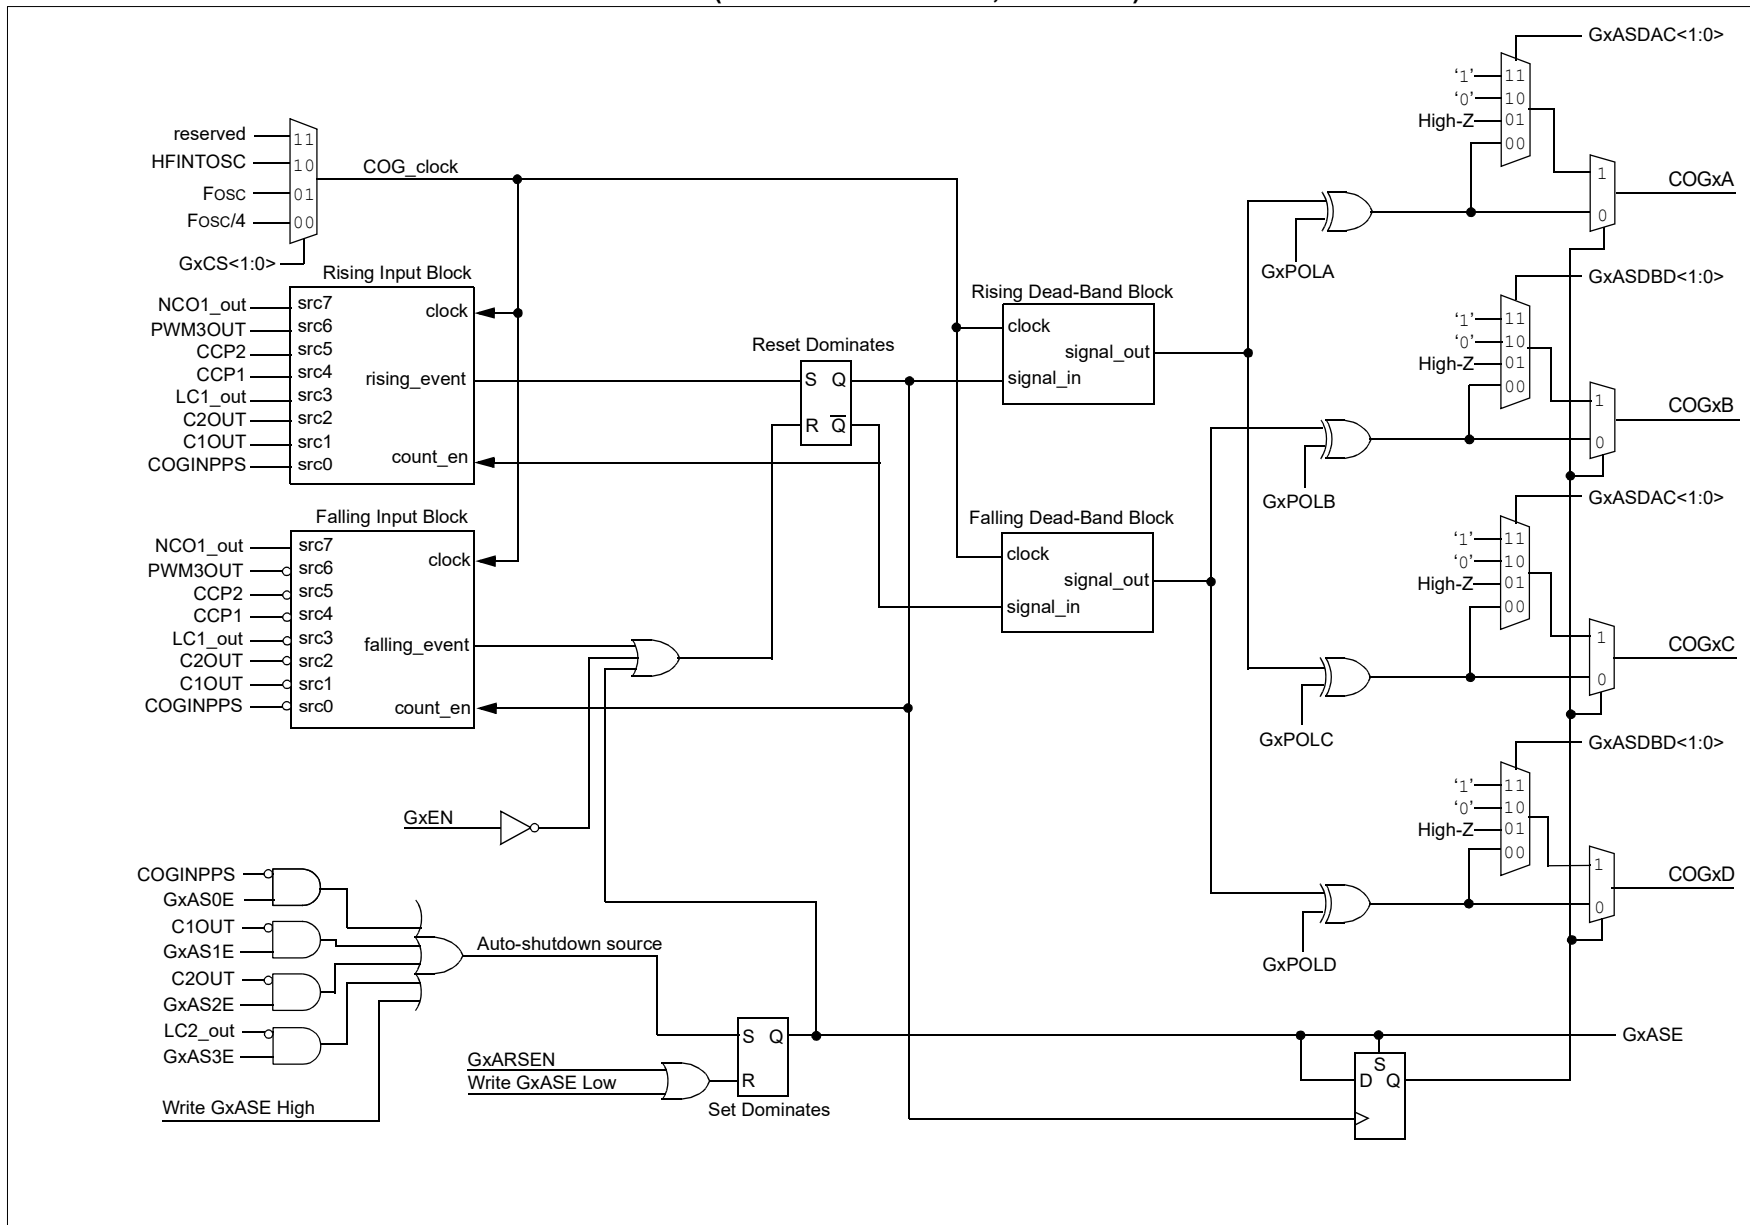 GxASDAC<1:0>
'1' 11
'0' 10
High-Z 01
00
1
0
COGxA
GxPOLA
reserved 11
HFINTOSC 10
FOSC 01
FOSC/4 00
GxCS<1:0>
COG_clock
Rising Input Block
NCO1_out src7
PWM3OUT src6
CCP2 src5
CCP1 src4
LC1_out src3
C2OUT src2
C1OUT src1
COGINPPS src0
clock
rising_event
count_en
Falling Input Block
NCO1_out src7
PWM3OUT src6
CCP2 src5
CCP1 src4
LC1_out src3
C2OUT src2
C1OUT src1
COGINPPS src0
clock
falling_event
count_en
Reset Dominates
S Q
R Q̅
Rising Dead-Band Block
clock
signal_out
signal_in
Falling Dead-Band Block
clock
signal_out
signal_in
GxASDBD<1:0>
'1' 11
'0' 10
High-Z 01
00
1
0
COGxB
GxPOLB
GxASDAC<1:0>
'1' 11
'0' 10
High-Z 01
00
1
0
COGxC
GxPOLC
GxASDBD<1:0>
'1' 11
'0' 10
High-Z 01
00
1
0
COGxD
GxPOLD
GxEN
COGINPPS
GxAS0E
C1OUT
GxAS1E
C2OUT
GxAS2E
LC2_out
GxAS3E
Write GxASE High
Auto-shutdown source
GxARSEN
Write GxASE Low
S Q
R
Set Dominates
GxASE
S
D Q